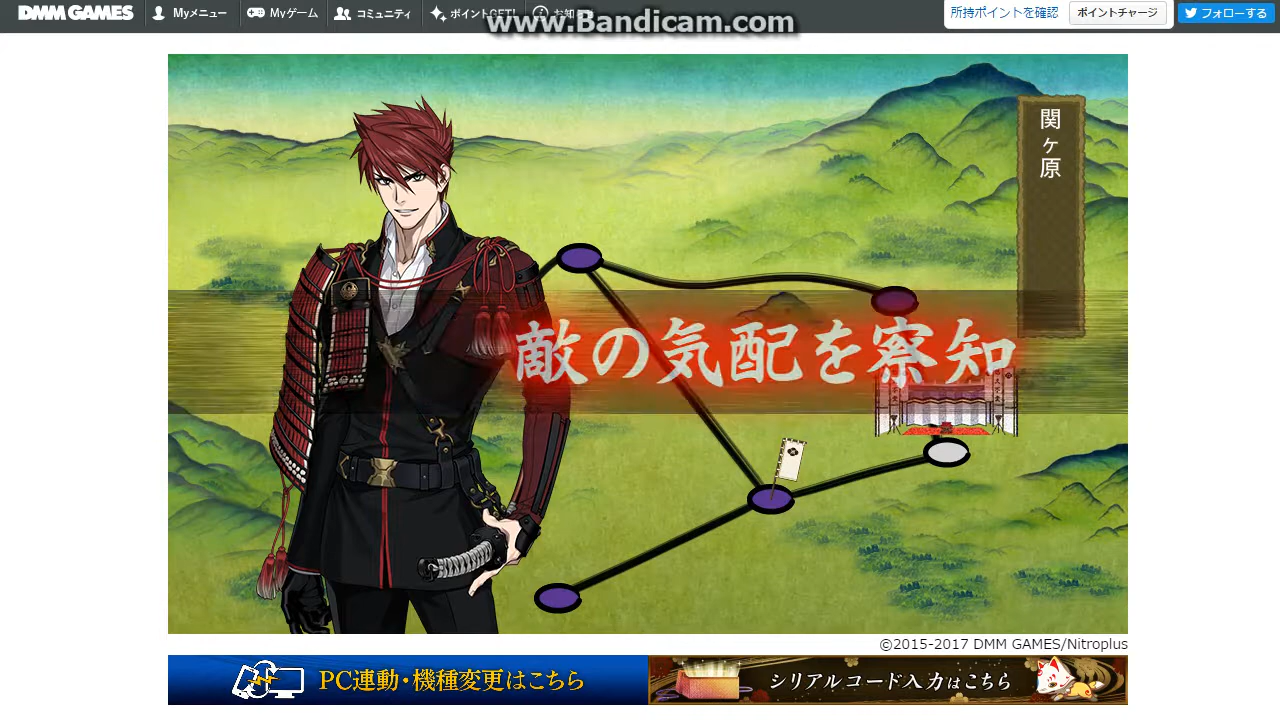 DMM GAMES
Myメニュー
Myゲーム
コミュニティ
ポイントGET!
www.Bandicam.com
所持ポイントを確認
ポイントチャージ
フォローする
関ヶ原
敵の気配を察知
©2015-2017 DMM GAMES/Nitroplus
PC連動・機種変更はこちら
シリアルコード入力はこちら